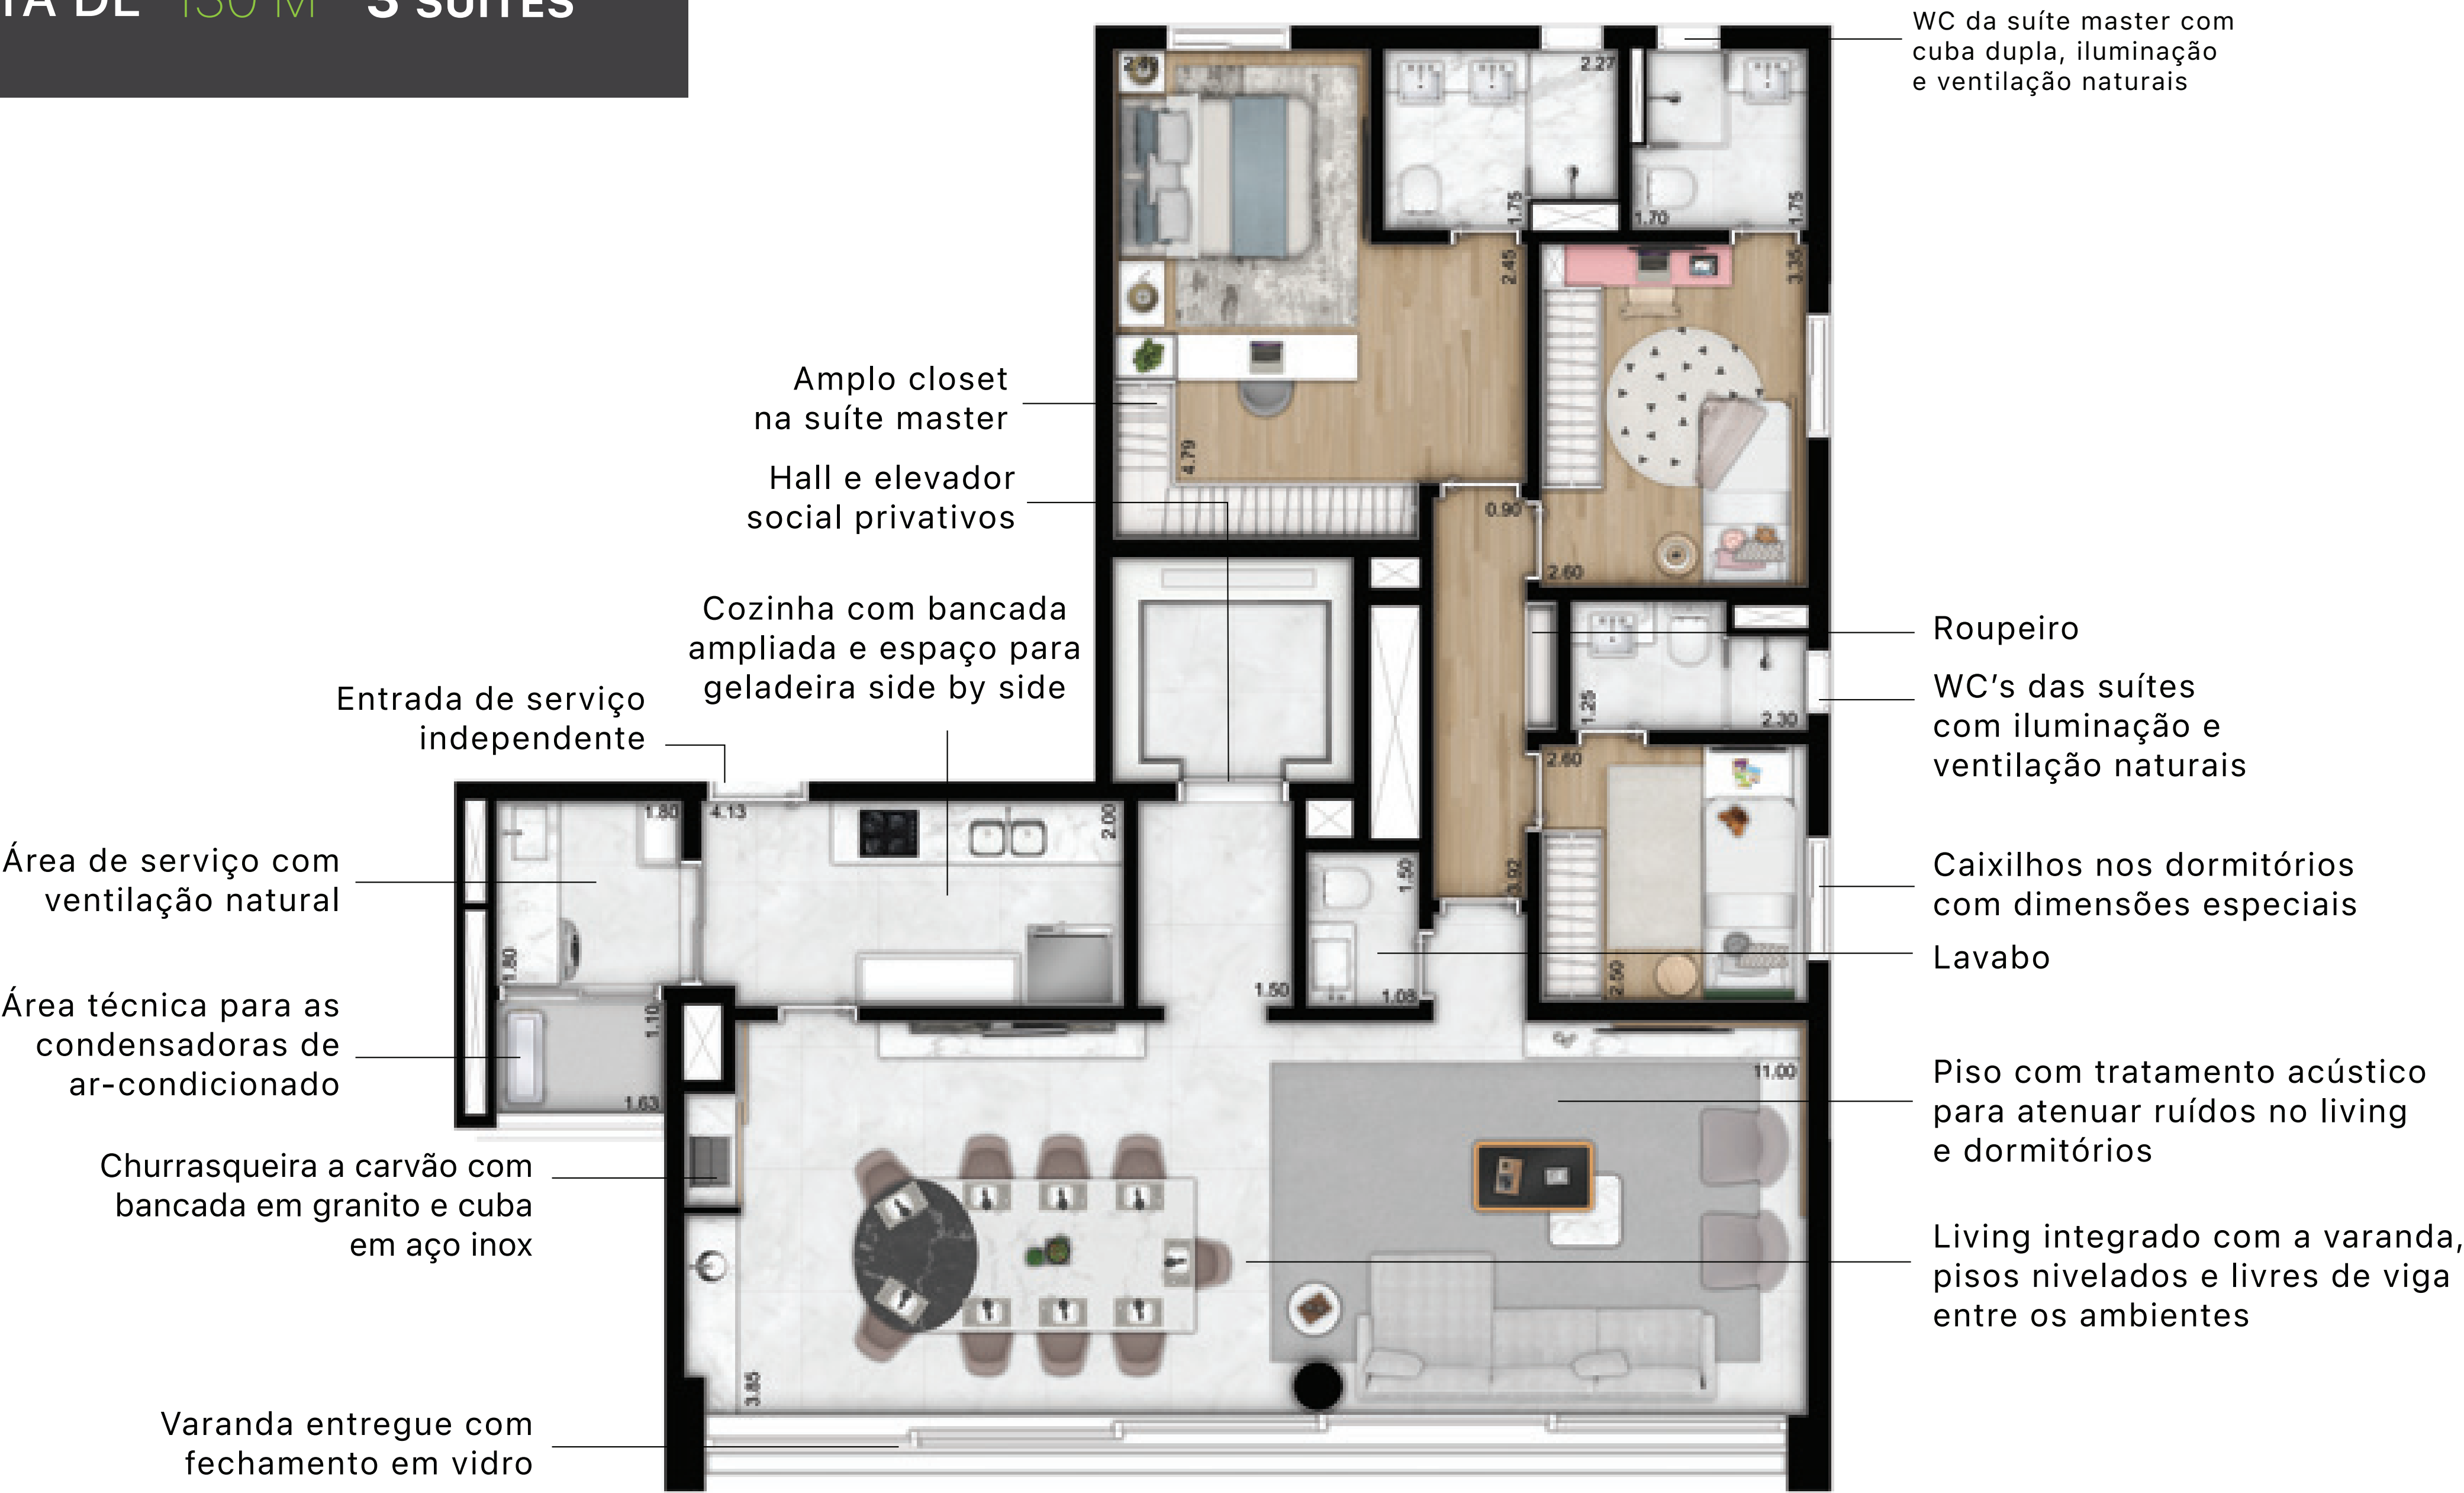 TA DE 130 M² 3 SUÍTES
WC da suíte master com
cuba dupla, iluminação
e ventilação naturais
2.27
1.75
1.70
1.75
2.45
3.35
Amplo closet
na suíte master
4.79
Hall e elevador
social privativos
0.90
2.60
Cozinha com bancada
ampliada e espaço para
geladeira side by side
Roupeiro
Entrada de serviço
independente
WC's das suítes
com iluminação e
ventilação naturais
1.25
2.30
2.60
1.80
4.13
2.00
Área de serviço com
ventilação natural
1.50
3.92
Caixilhos nos dormitórios
com dimensões especiais
Lavabo
1.80
2.50
1.50
1.08
Área técnica para as
condensadoras de
ar-condicionado
1.10
1.63
11.00
Piso com tratamento acústico
para atenuar ruídos no living
e dormitórios
Churrasqueira a carvão com
bancada em granito e cuba
em aço inox
Living integrado com a varanda,
pisos nivelados e livres de viga
entre os ambientes
3.85
Varanda entregue com
fechamento em vidro